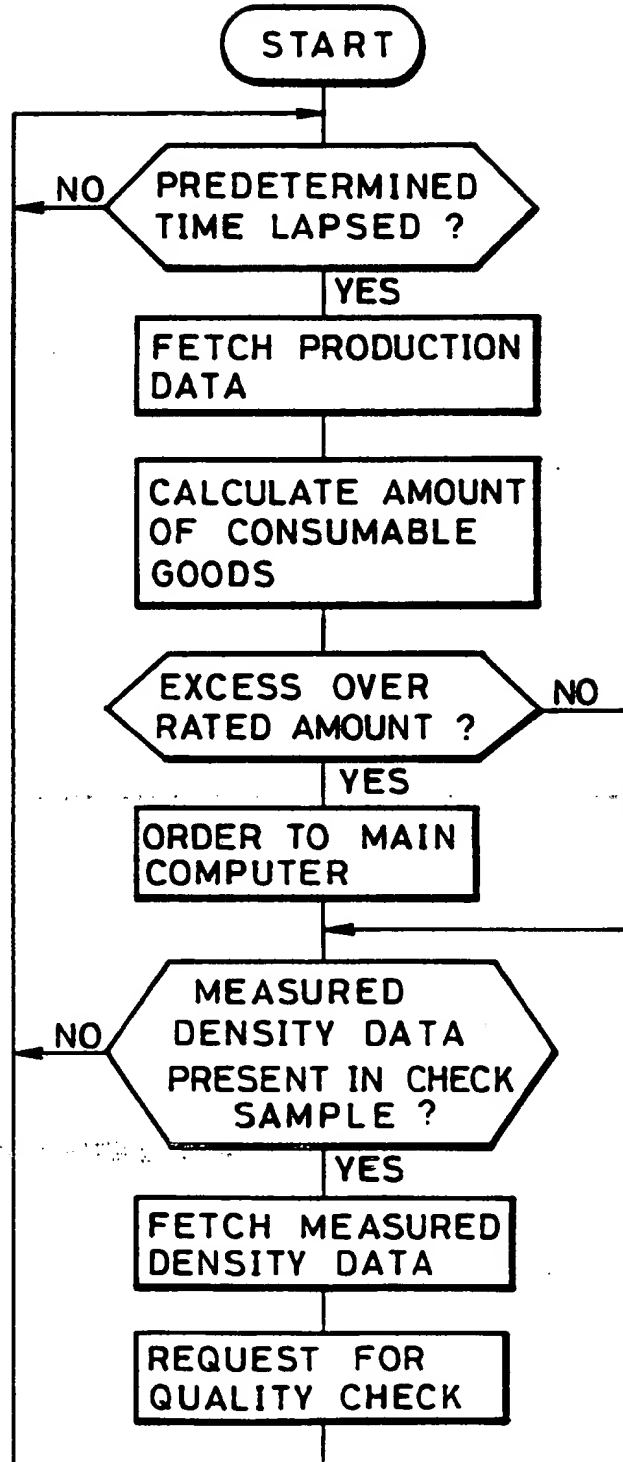 START
NO
PREDETERMINED
TIME LAPSED ?
YES
FETCH PRODUCTION
DATA
CALCULATE AMOUNT
OF CONSUMABLE
GOODS
EXCESS OVER
RATED AMOUNT ?
NO
YES
ORDER TO MAIN
COMPUTER
MEASURED
NO
DENSITY DATA
PRESENT IN CHECK
SAMPLE ?
YES
FETCH MEASURED
DENSITY DATA
REQUEST FOR
QUALITY CHECK